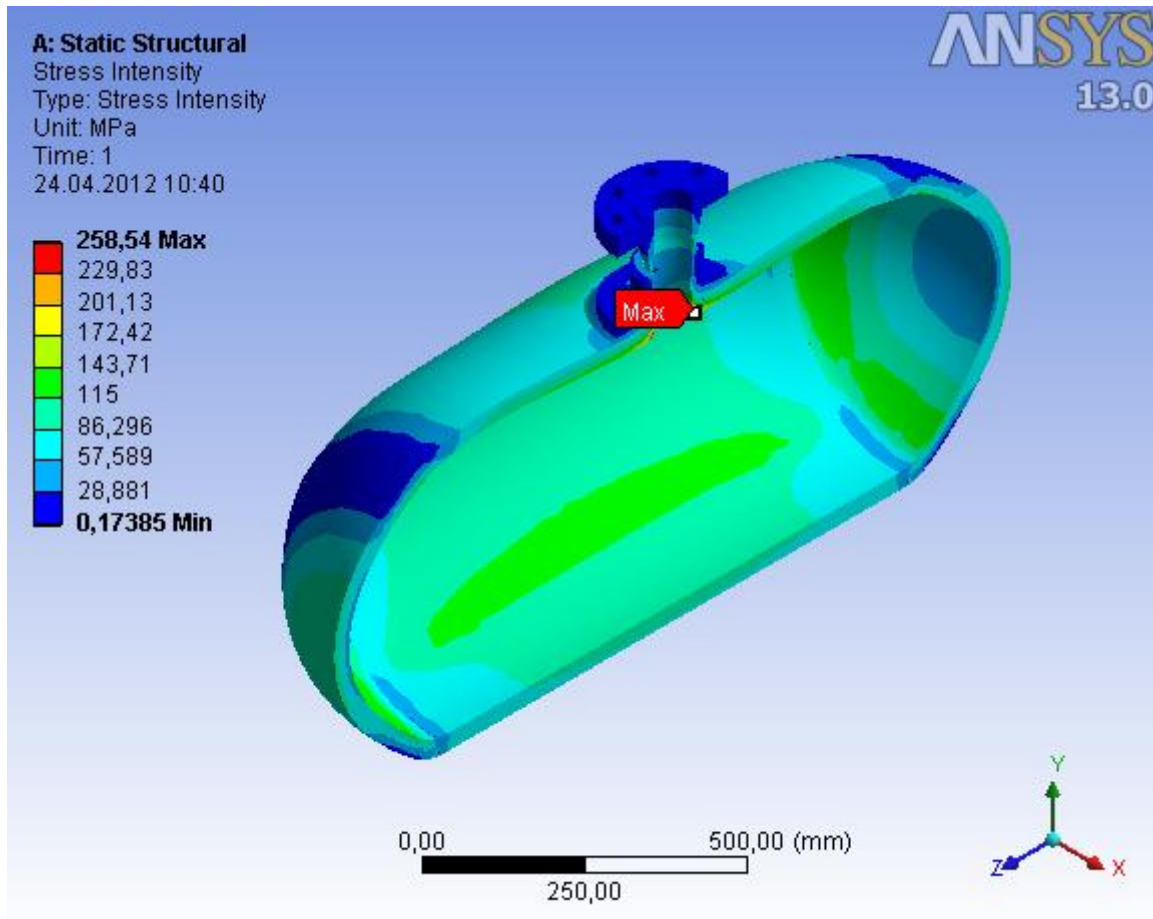 A: Static Structural
Stress Intensity
Type: Stress Intensity
Unit: MPa
Time: 1
24.04.2012 10:40
ANSYS
13.0
258,54 Max
229,83
201,13
172,42
143,71
115
86,296
57,589
28,881
0,17385 Min
Max
0,00
500,00 (mm)
250,00
Y
Z
X